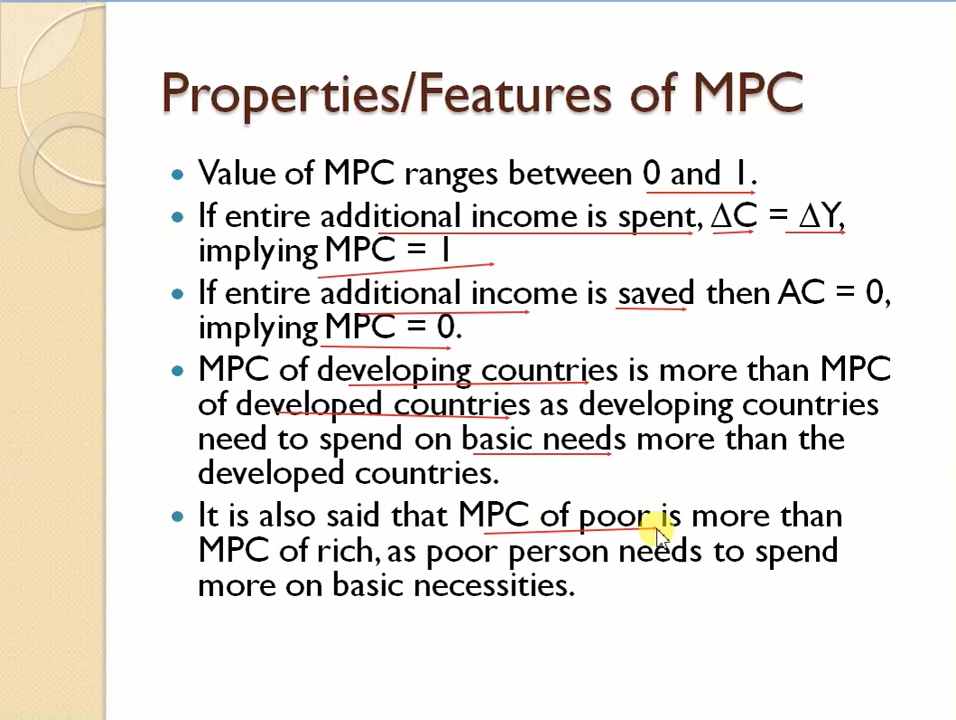 Properties/Features of MPC
• Value of MPC ranges between 0 and 1.
• If entire additional income is spent, ∆C = ∆Y,
implying MPC = 1
• If entire additional income is saved then AC = 0,
implying MPC = 0.
• MPC of developing countries is more than MPC
of developed countries as developing countries
need to spend on basic needs more than the
developed countries.
• It is also said that MPC of poor is more than
MPC of rich, as poor person needs to spend
more on basic necessities.